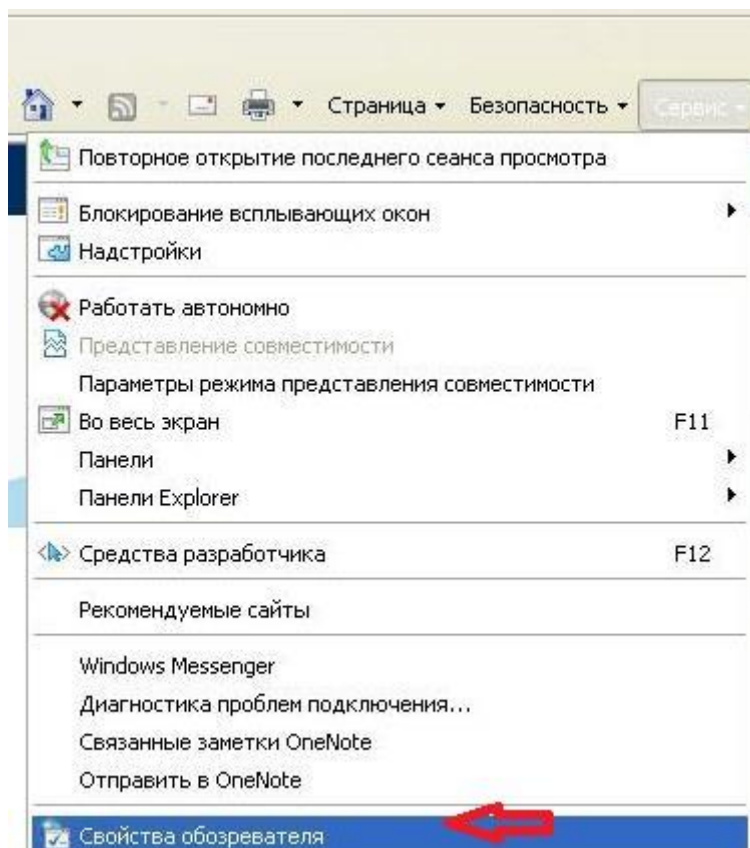 Страница Безопасность Сервис
Повторное открытие последнего сеанса просмотра
Блокирование всплывающих окон
Надстройки
Работать автономно
Представление совместимости
Параметры режима представления совместимости
Во весь экран F11
Панели
Панели Explorer
Средства разработчика F12
Рекомендуемые сайты
Windows Messenger
Диагностика проблем подключения...
Связанные заметки OneNote
Отправить в OneNote
Свойства обозревателя